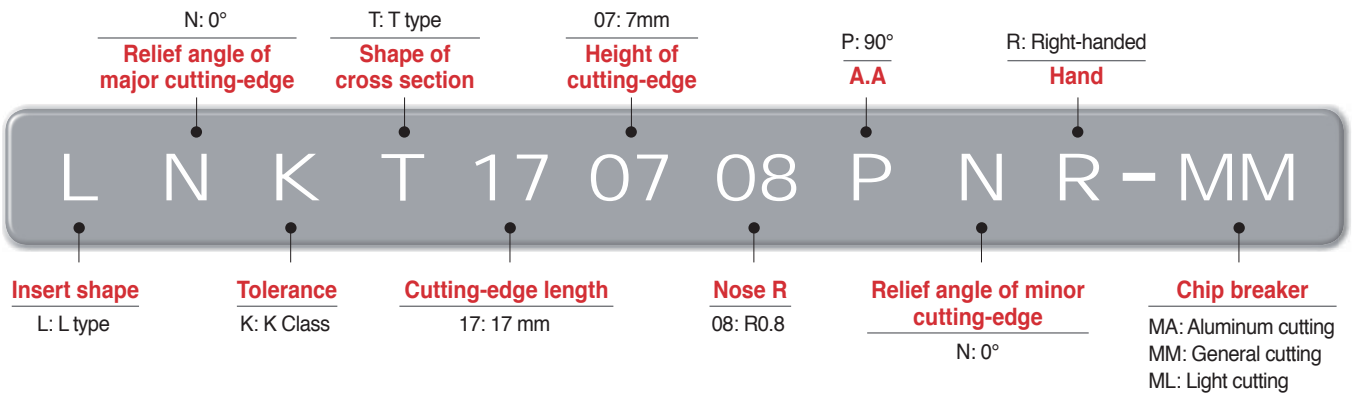 N: 0°
Relief angle of
major cutting-edge
T: T type
Shape of
cross section
07: 7mm
Height of
cutting-edge
P: 90°
A.A
R: Right-handed
Hand
L N K T 17 07 08 P N R-MM
Insert shape
L: L type
Tolerance
K: K Class
Cutting-edge length
17: 17 mm
Nose R
08: R0.8
Relief angle of minor
cutting-edge
N: 0°
Chip breaker
MA: Aluminum cutting
MM: General cutting
ML: Light cutting